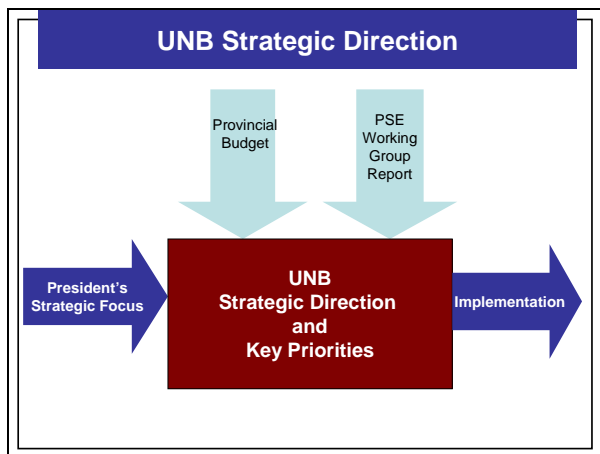 UNB Strategic Direction
Provincial
Budget
PSE
Working
Group
Report
President’s
Strategic Focus
UNB
Strategic Direction
and
Key Priorities
Implementation